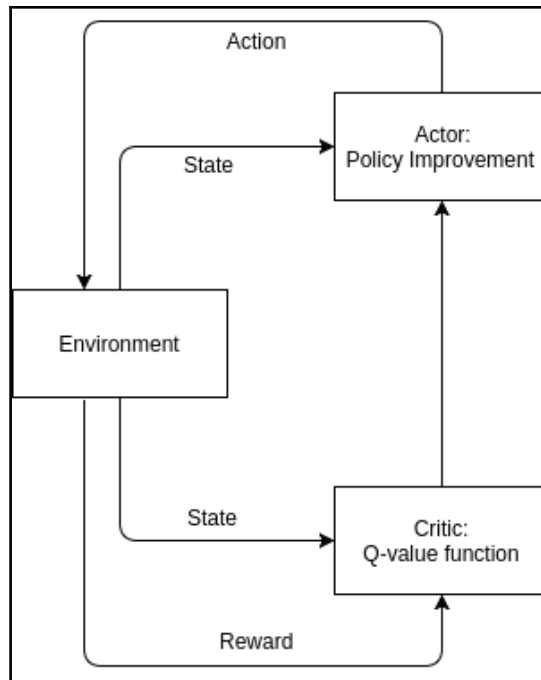 Action
Actor:
Policy Improvement
State
Environment
State
Critic:
Q-value function
Reward